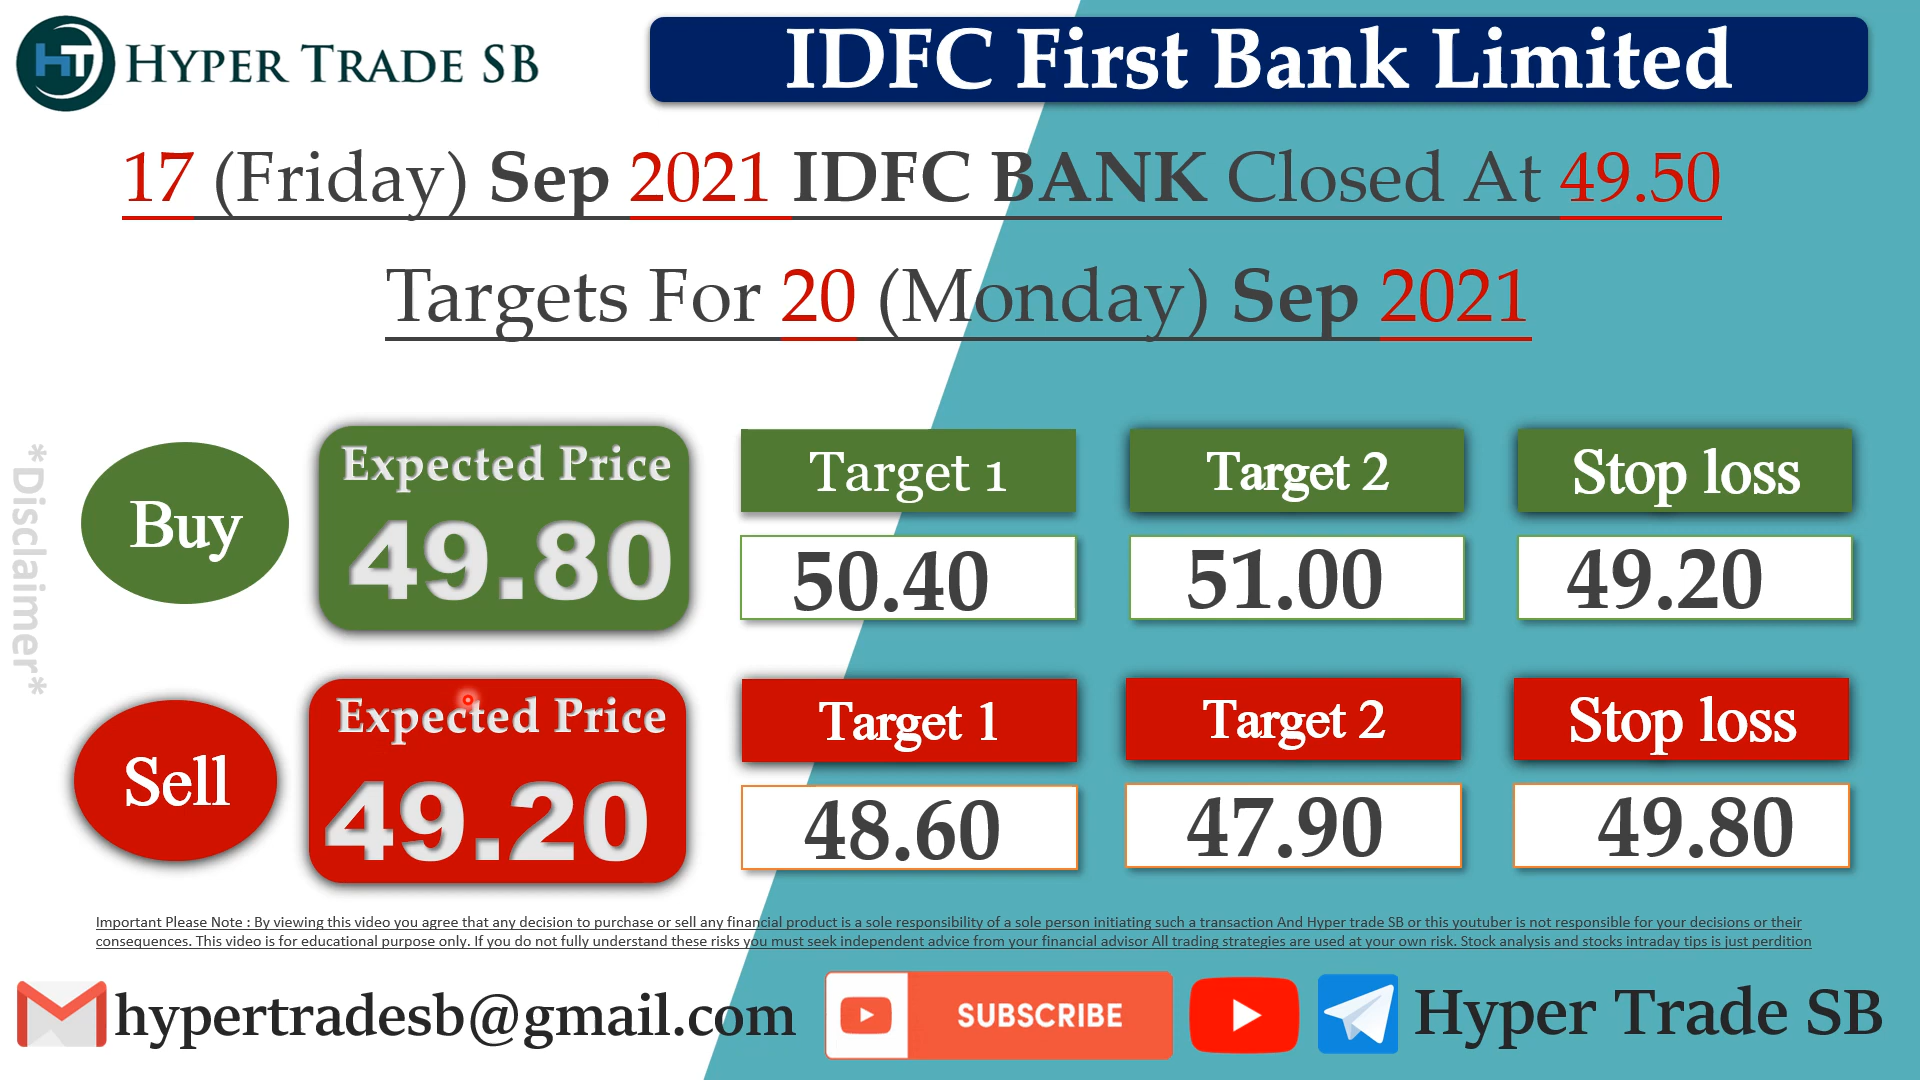 HT HYPER TRADE SB
IDFC First Bank Limited
17 (Friday) Sep 2021 IDFC BANK Closed At 49.50
Targets For 20 (Monday) Sep 2021
*Disclaimer*
Buy
Expected Price
49.80
Target 1
50.40
Target 2
51.00
Stop loss
49.20
Sell
Expected Price
49.20
Target 1
48.60
Target 2
47.90
Stop loss
49.80
Important Please Note : By viewing this video you agree that any decision to purchase or sell any financial product is a sole responsibility of a sole person initiating such a transaction And Hyper trade SB or this youtuber is not responsible for your decisions or their
consequences. This video is for educational purpose only. If you do not fully understand these risks you must seek independent advice from your financial advisor All trading strategies are used at your own risk. Stock analysis and stocks intraday tips is just perdition
hypertradesb@gmail.com
SUBSCRIBE
Hyper Trade SB